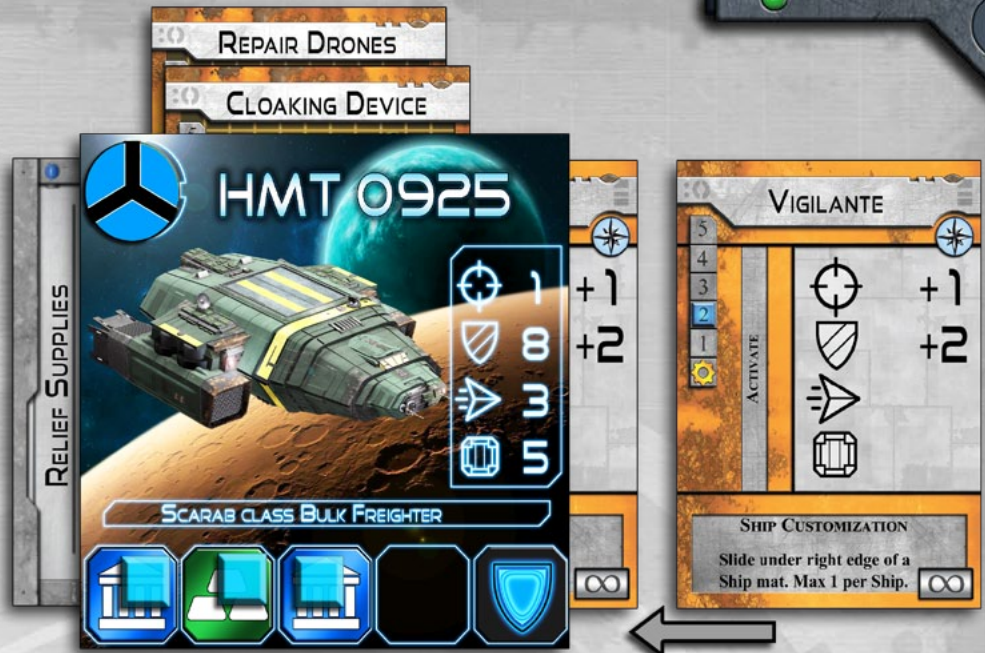 REPAIR DRONES
CLOAKING DEVICE
RELIEF SUPPLIES
HMT 0925
1
8
3
5
+1
+2
SCARAB CLASS BULK FREIGHTER
∞
VIGILANTE
5
4
3
2
1
ACTIVATE
+1
+2
SHIP CUSTOMIZATION
Slide under right edge of a
Ship mat. Max 1 per Ship.
∞